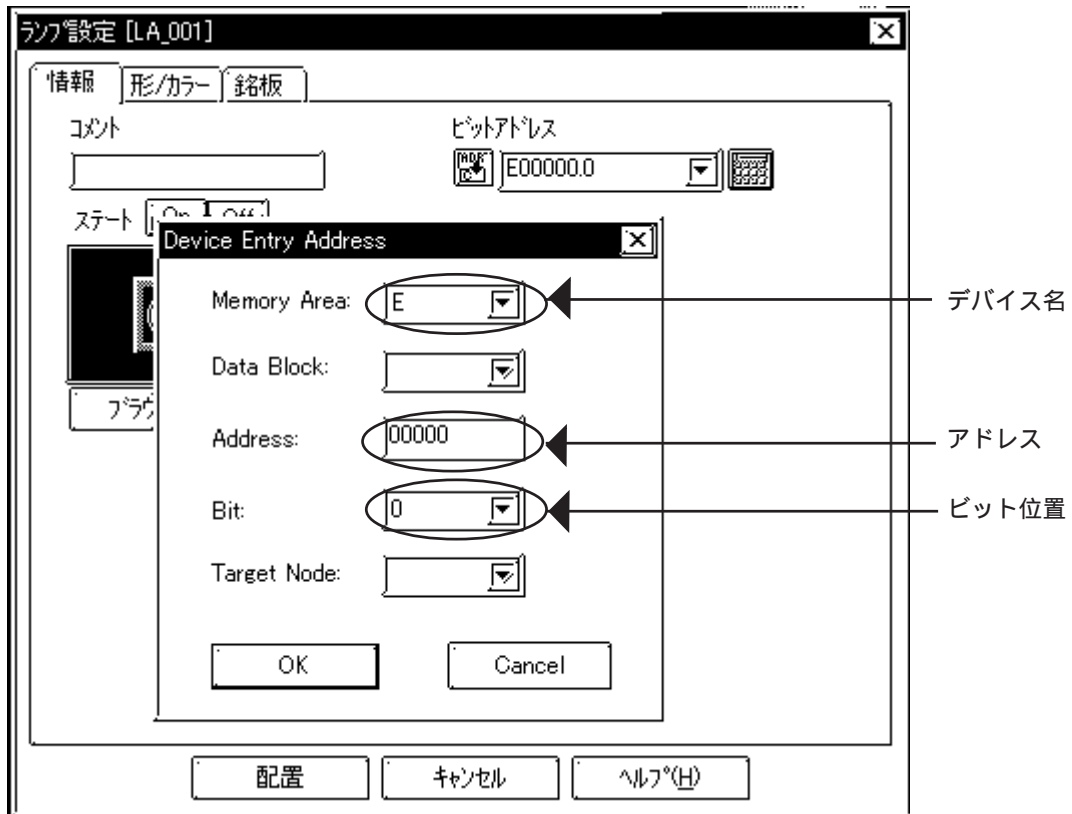 ランプ設定 [LA_001]
情報 形/カラー 銘板
コメント ビットアドレス
E00000.0
ステート On Off
Device Entry Address
Memory Area: E デバイス名
Data Block:
Address: 00000 アドレス
Bit: 0 ビット位置
Target Node:
OK Cancel
配置 キャンセル ヘルプ(H)